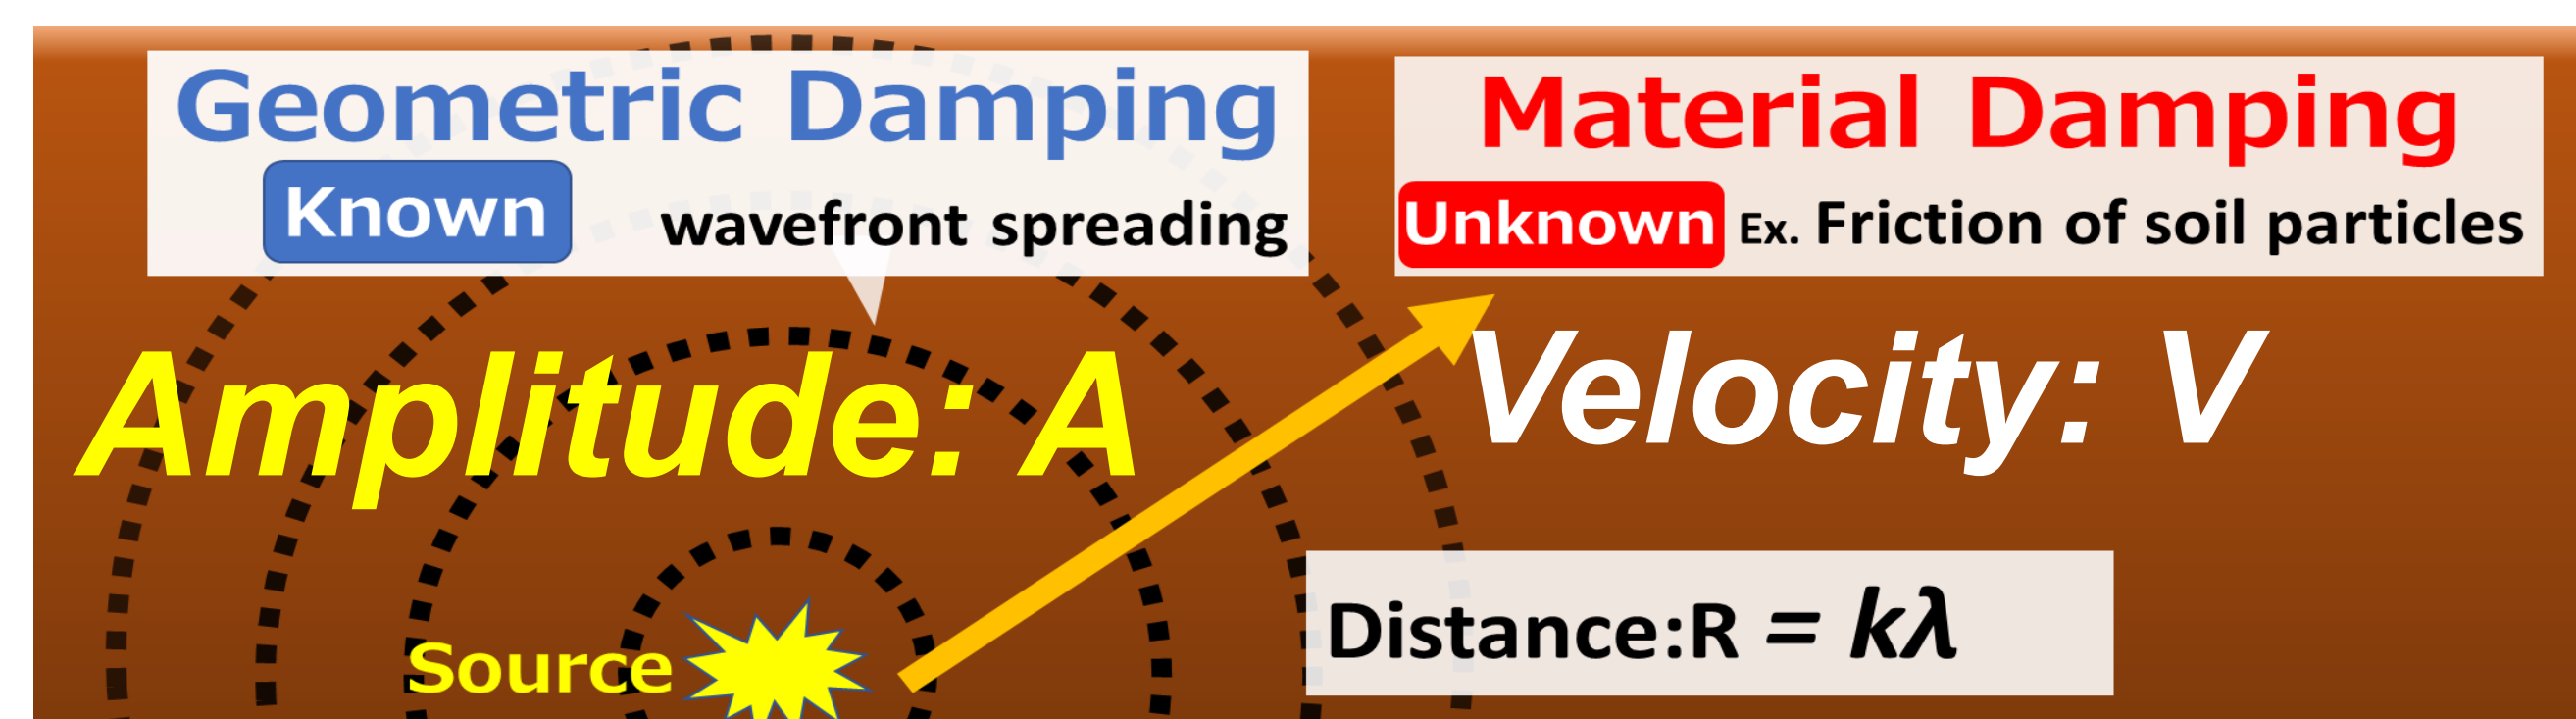 Geometric Damping
Known wavefront spreading
Material Damping
Unknown Ex. Friction of soil particles
Amplitude: A
Velocity: V
Distance:R = kλ
Source